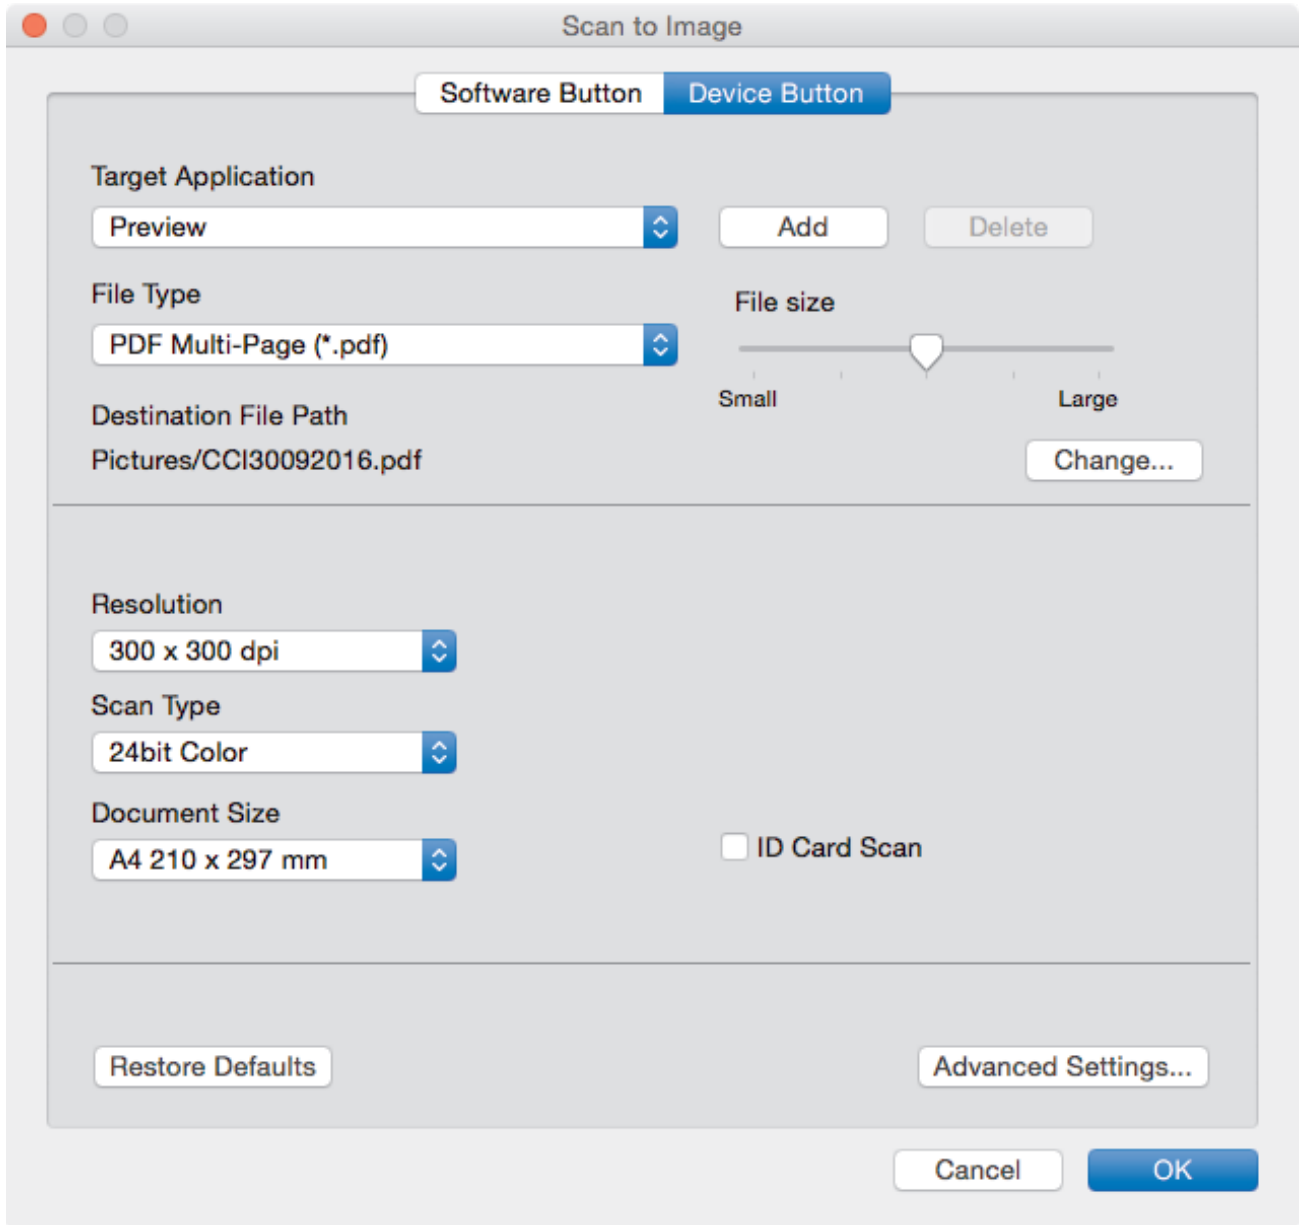 Scan to Image
Software Button Device Button
Target Application
Preview Add Delete
File Type File size
PDF Multi-Page (*.pdf)
Small Large
Destination File Path
Pictures/CCI30092016.pdf Change...
Resolution
300 x 300 dpi
Scan Type
24bit Color
Document Size
A4 210 x 297 mm ID Card Scan
Restore Defaults Advanced Settings...
Cancel OK